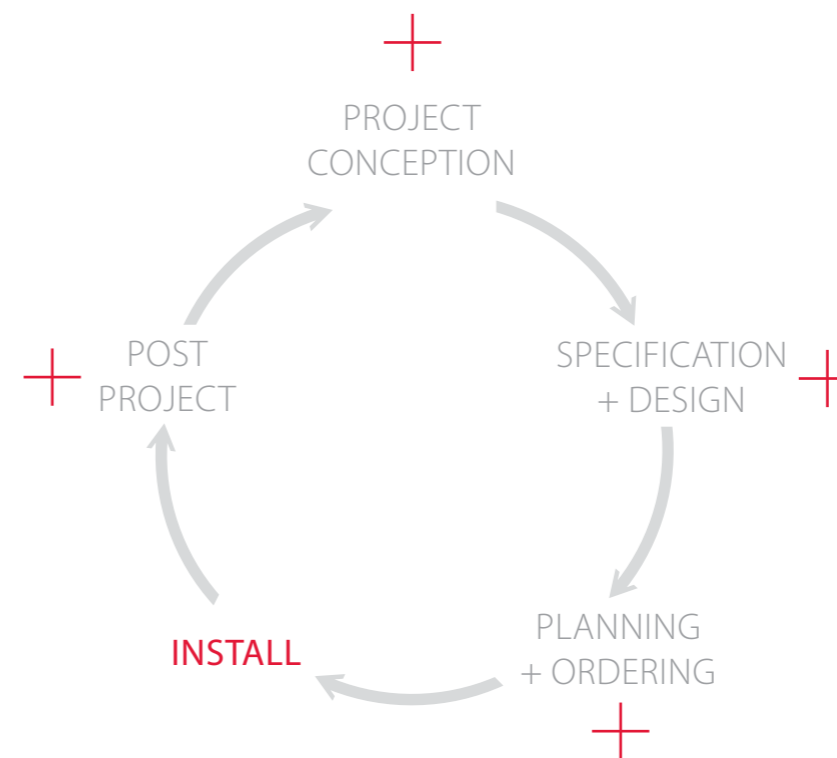 PROJECT
CONCEPTION
SPECIFICATION
+ DESIGN
PLANNING
+ ORDERING
INSTALL
POST
PROJECT